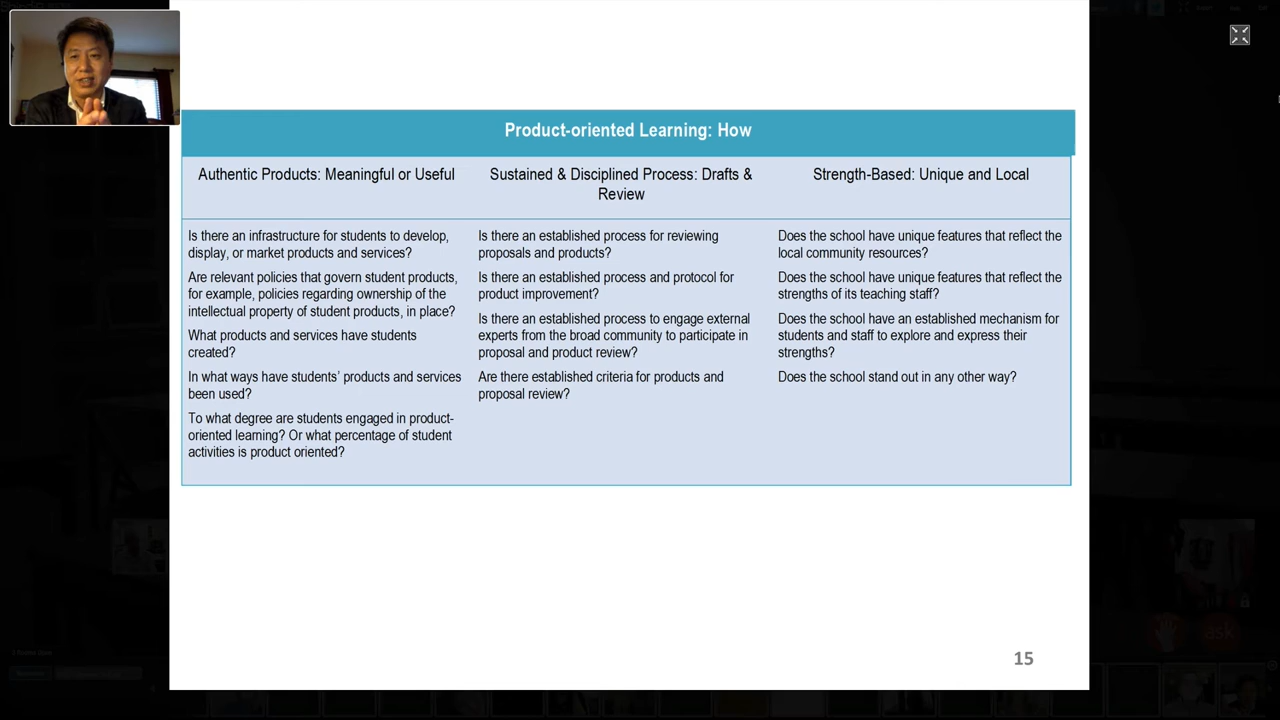 Product-oriented Learning: How
Authentic Products: Meaningful or Useful
Sustained & Disciplined Process: Drafts &
Review
Strength-Based: Unique and Local
Is there an infrastructure for students to develop,
display, or market products and services?
Are relevant policies that govern student products,
for example, policies regarding ownership of the
intellectual property of student products, in place?
What products and services have students
created?
In what ways have students’ products and services
been used?
To what degree are students engaged in product-
oriented learning? Or what percentage of student
activities is product oriented?
Is there an established process for reviewing
proposals and products?
Is there an established process and protocol for
product improvement?
Is there an established process to engage external
experts from the broad community to participate in
proposal and product review?
Are there established criteria for products and
proposal review?
Does the school have unique features that reflect the
local community resources?
Does the school have unique features that reflect the
strengths of its teaching staff?
Does the school have an established mechanism for
students and staff to explore and express their
strengths?
Does the school stand out in any other way?
15
ask